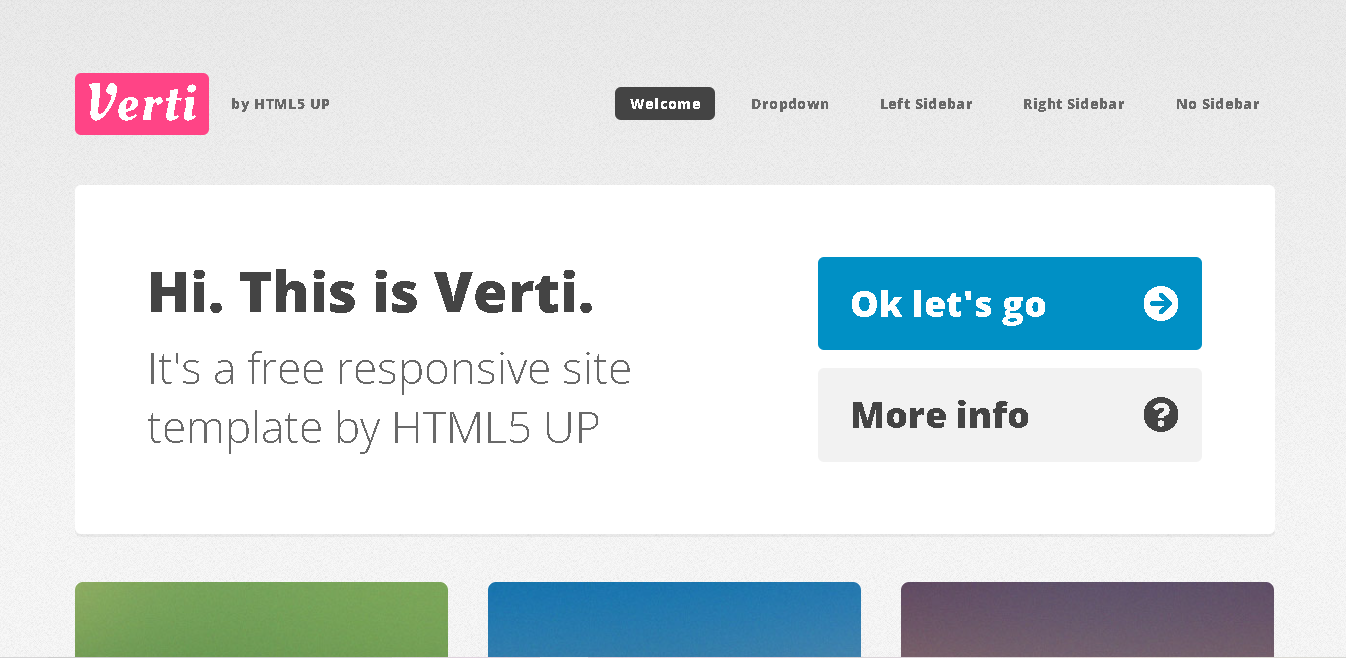 Verti by HTML5 UP Welcome Dropdown Left Sidebar Right Sidebar No Sidebar
Hi. This is Verti.
It's a free responsive site
template by HTML5 UP
Ok let's go
More info